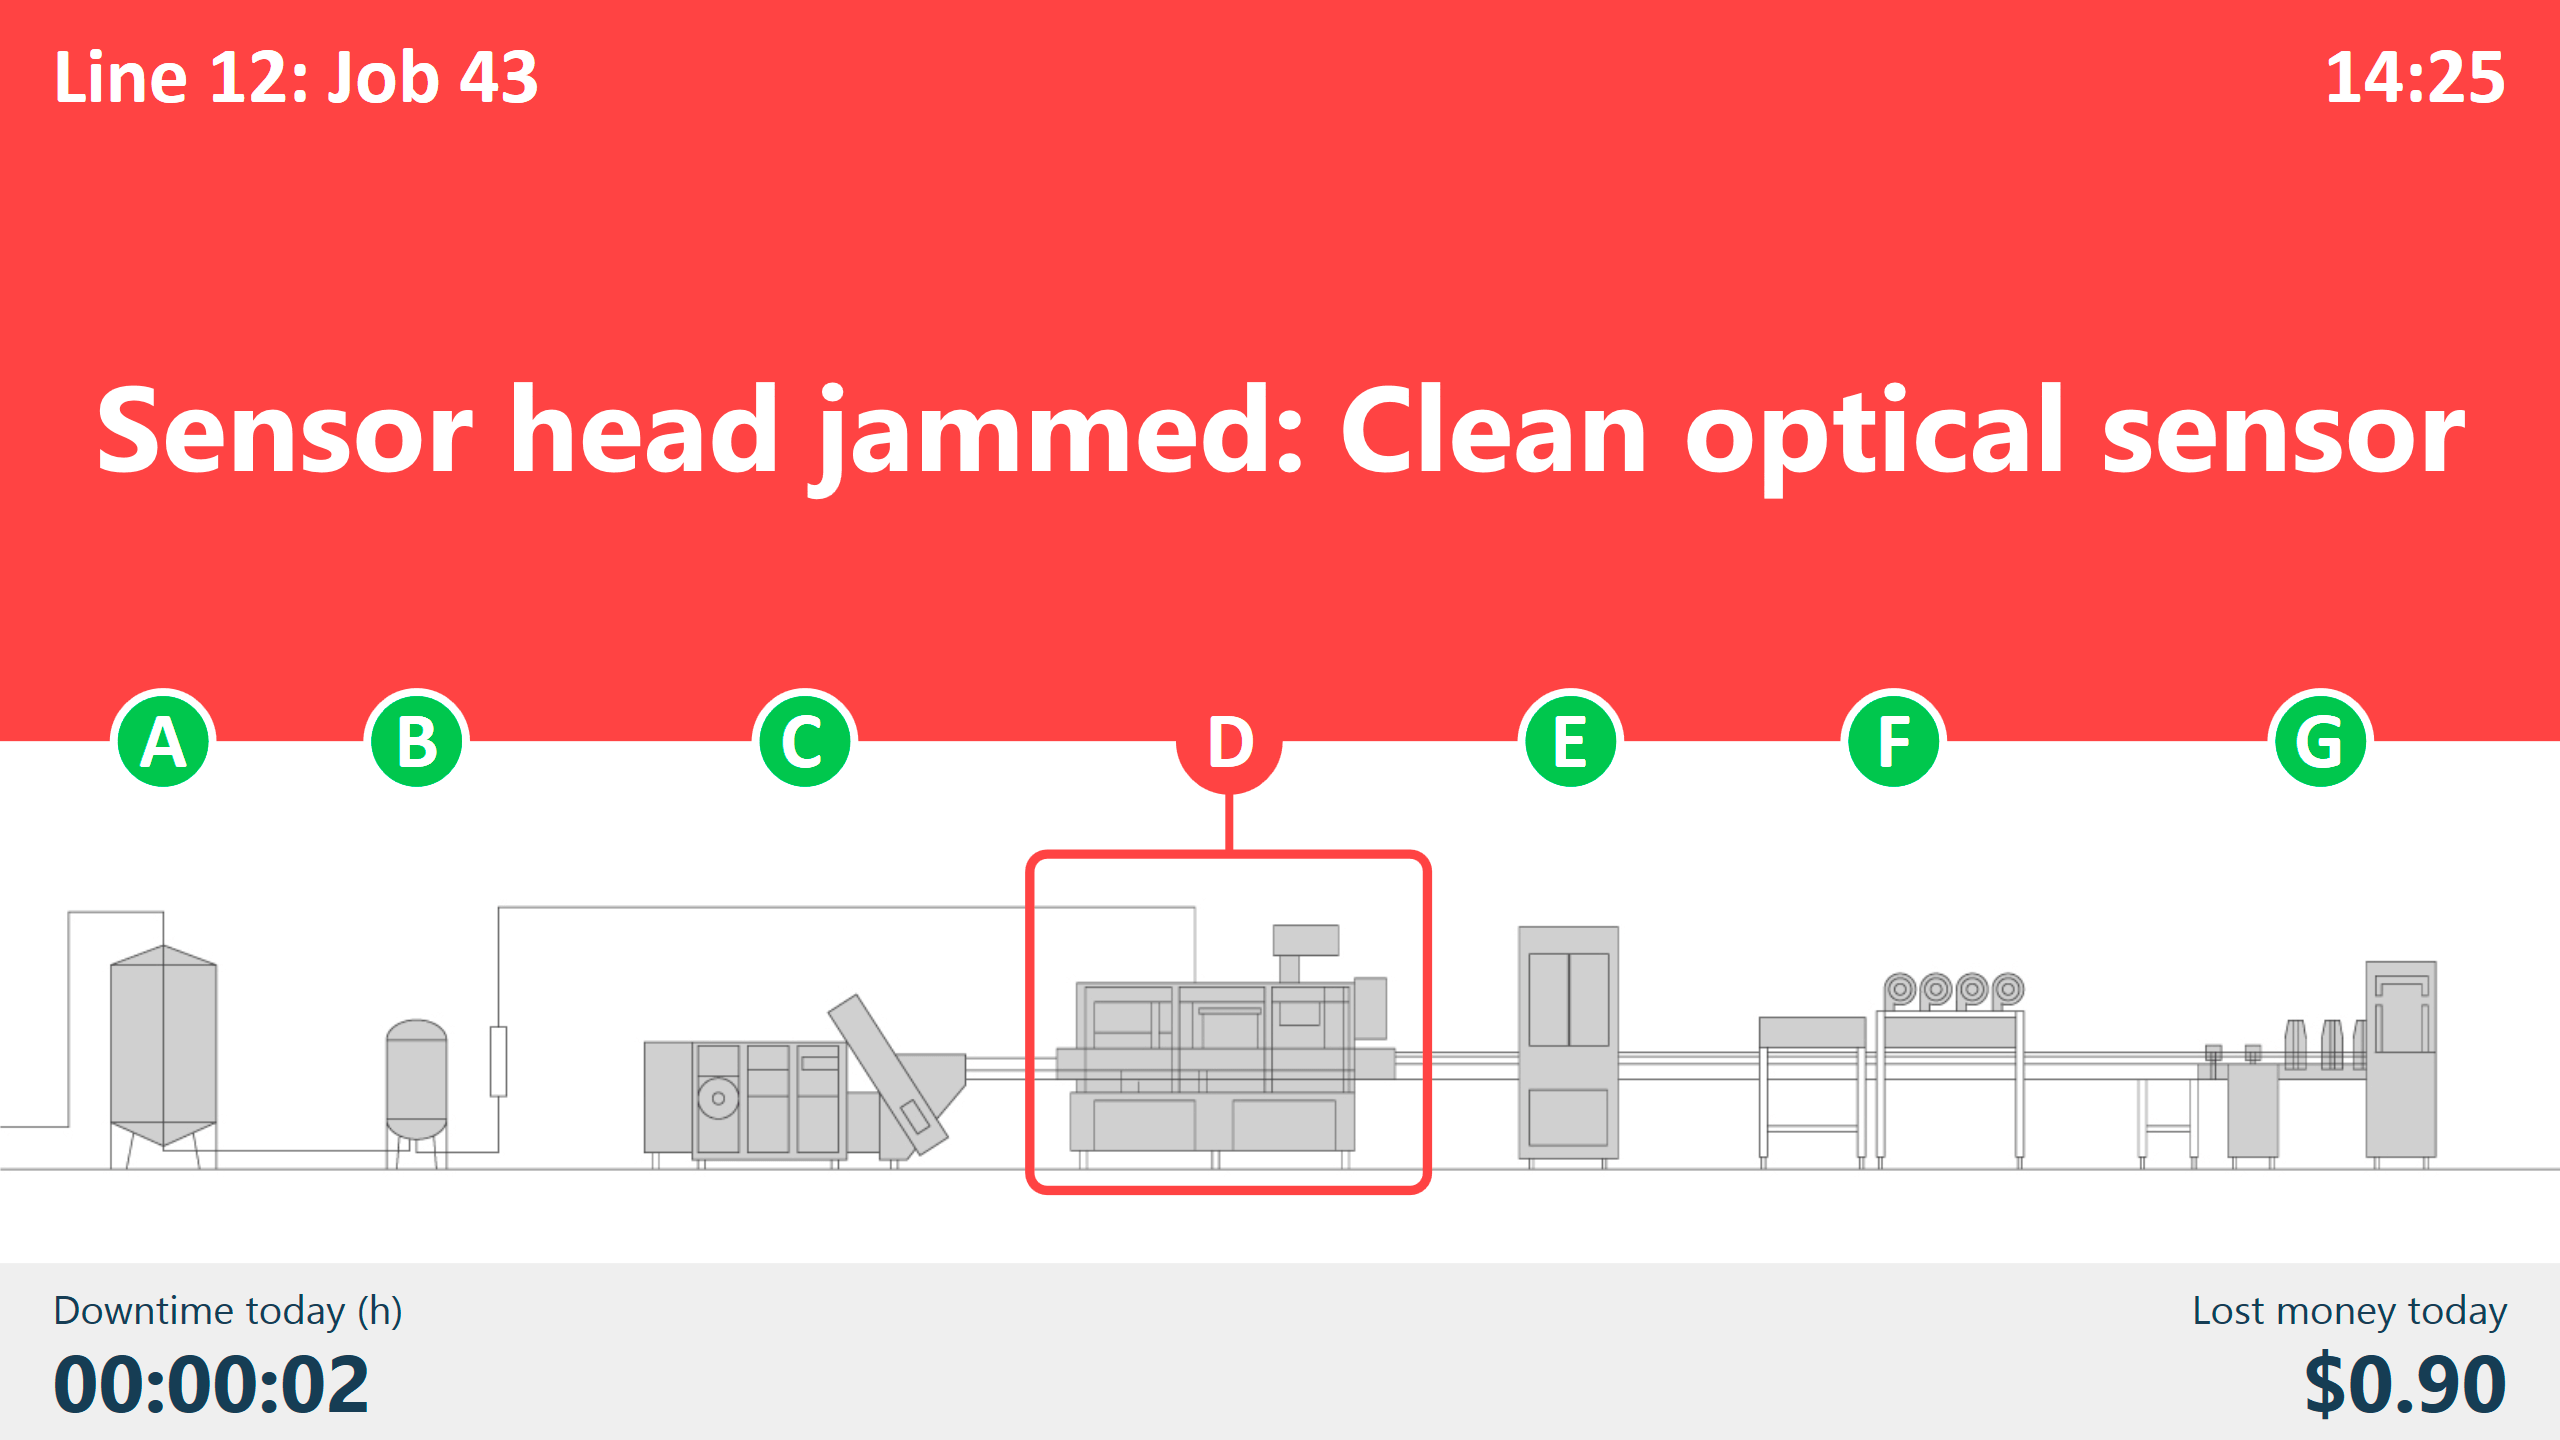 Line 12: Job 43
14:25
Sensor head jammed: Clean optical sensor
A
B
C
D
E
F
G
Downtime today (h)
00:00:02
Lost money today
$0.90